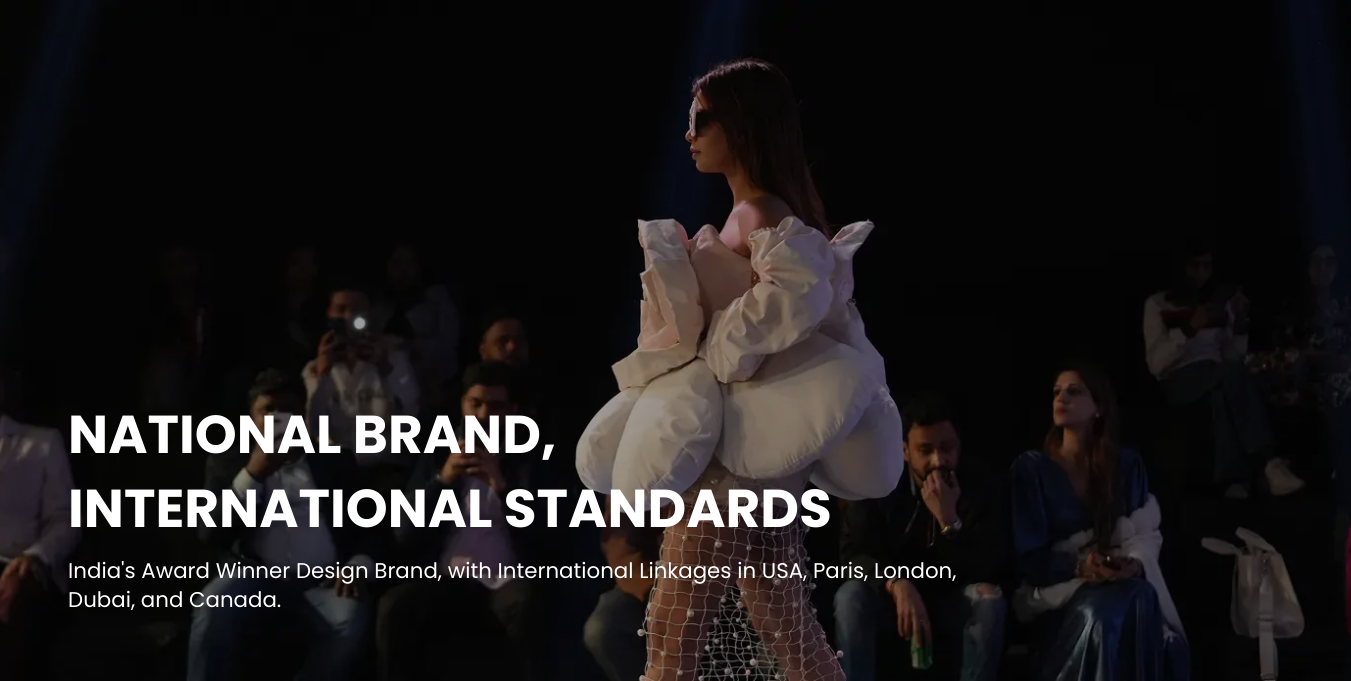 NATIONAL BRAND,
INTERNATIONAL STANDARDS
India's Award Winner Design Brand, with International Linkages in USA, Paris, London,
Dubai, and Canada.